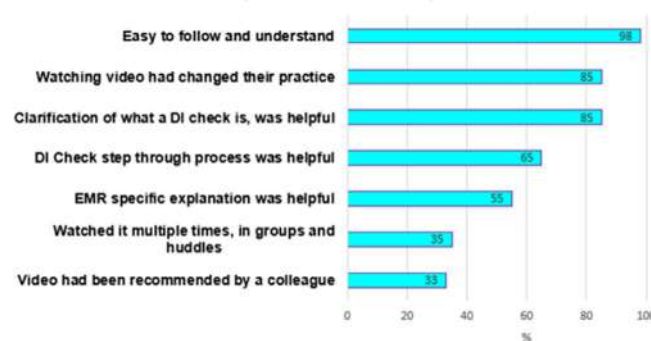 Easy to follow and understand
98
Watching video had changed their practice
85
Clarification of what a DI check is, was helpful
85
DI Check step through process was helpful
65
EMR specific explanation was helpful
55
Watched it multiple times, in groups and
huddles
35
Video had been recommended by a colleague
33
0 20 40 60 80 100
%